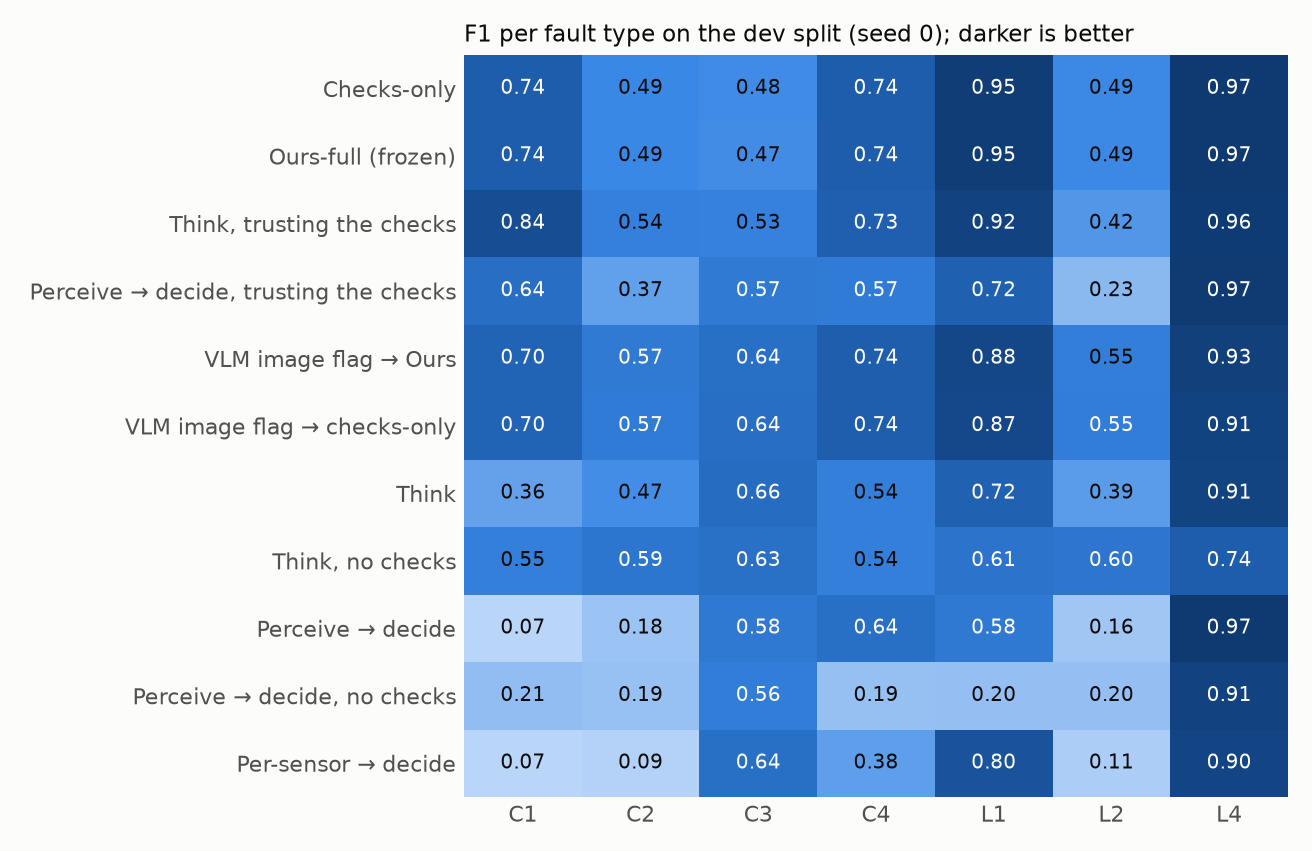 F1 per fault type on the dev split (seed 0); darker is better
Checks-only 0.74 0.49 0.48 0.74 0.95 0.49 0.97
Ours-full (frozen) 0.74 0.49 0.47 0.74 0.95 0.49 0.97
Think, trusting the checks 0.84 0.54 0.53 0.73 0.92 0.42 0.96
Perceive → decide, trusting the checks 0.64 0.37 0.57 0.57 0.72 0.23 0.97
VLM image flag → Ours 0.70 0.57 0.64 0.74 0.88 0.55 0.93
VLM image flag → checks-only 0.70 0.57 0.64 0.74 0.87 0.55 0.91
Think 0.36 0.47 0.66 0.54 0.72 0.39 0.91
Think, no checks 0.55 0.59 0.63 0.54 0.61 0.60 0.74
Perceive → decide 0.07 0.18 0.58 0.64 0.58 0.16 0.97
Perceive → decide, no checks 0.21 0.19 0.56 0.19 0.20 0.20 0.91
Per-sensor → decide 0.07 0.09 0.64 0.38 0.80 0.11 0.90
C1 C2 C3 C4 L1 L2 L4